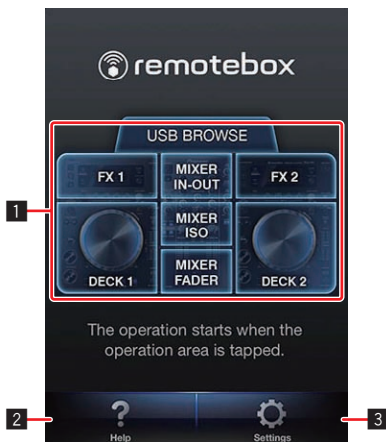 remotebox
USB BROWSE
FX 1
MIXER
IN-OUT
FX 2
MIXER
ISO
DECK 1
MIXER
FADER
DECK 2
The operation starts when the
operation area is tapped.
?
Help
Settings
1
2
3